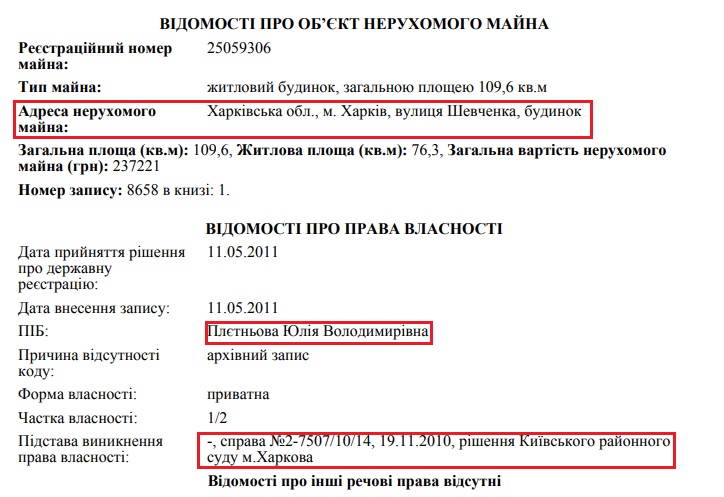 ВІДОМОСТІ ПРО ОБ’ЄКТ НЕРУХОМОГО МАЙНА
Реєстраційний номер майна: 25059306
Тип майна: житловий будинок, загальною площею 109,6 кв.м
Адреса нерухомого майна: Харківська обл., м. Харків, вулиця Шевченка, будинок
Загальна площа (кв.м): 109,6, Житлова площа (кв.м): 76,3, Загальна вартість нерухомого
майна (грн): 237221
Номер запису: 8658 в книзі: 1.
ВІДОМОСТІ ПРО ПРАВА ВЛАСНОСТІ
Дата прийняття рішення про державну реєстрацію: 11.05.2011
Дата внесення запису: 11.05.2011
ПІБ: Плєтньова Юлія Володимирівна
Причина відсутності коду: архівний запис
Форма власності: приватна
Частка власності: 1/2
Підстава виникнення права власності: -, справа №2-7507/10/14, 19.11.2010, рішення Київського районного суду м.Харкова
Відомості про інші речові права відсутні